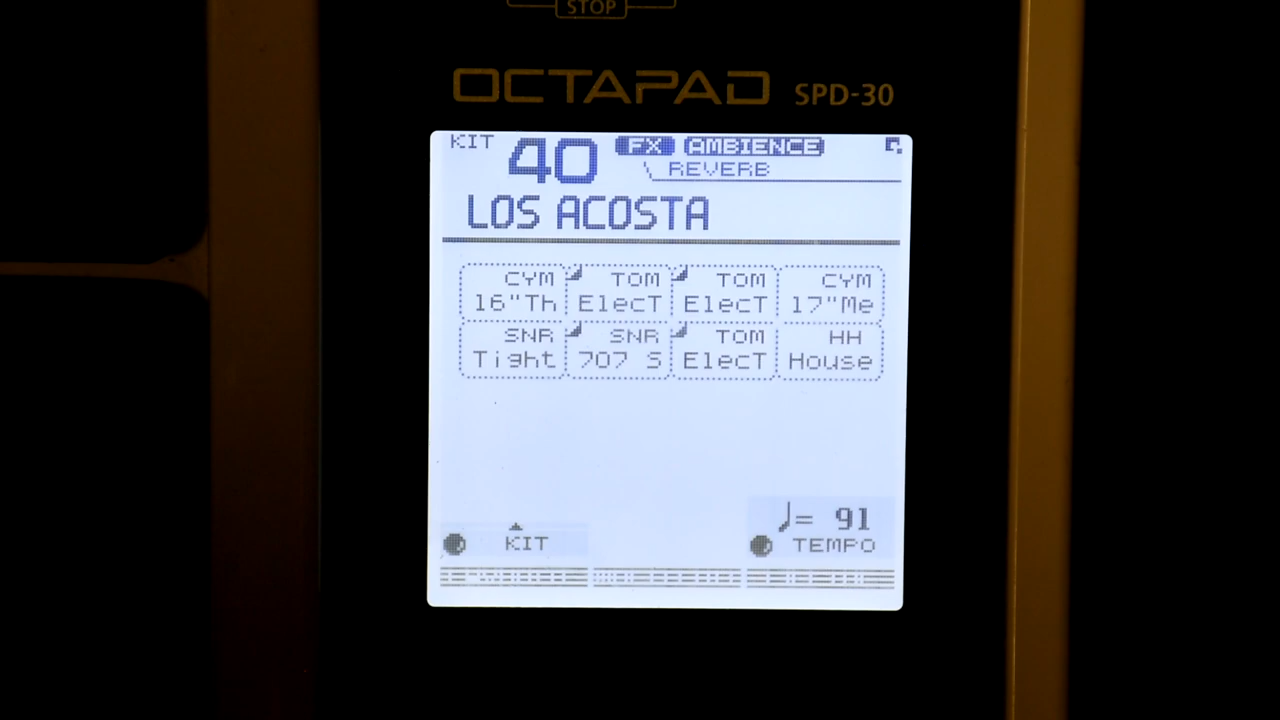 STOP
OCTAPAD SPD-30
KIT 40 FX AMBIENCE
REVERB
LOS ACOSTA
CYM TOM TOM CYM
16"Th ElecT ElecT 17"Me
SNR SNR TOM HH
Tight 707 S ElecT House
♩= 91
KIT TEMPO